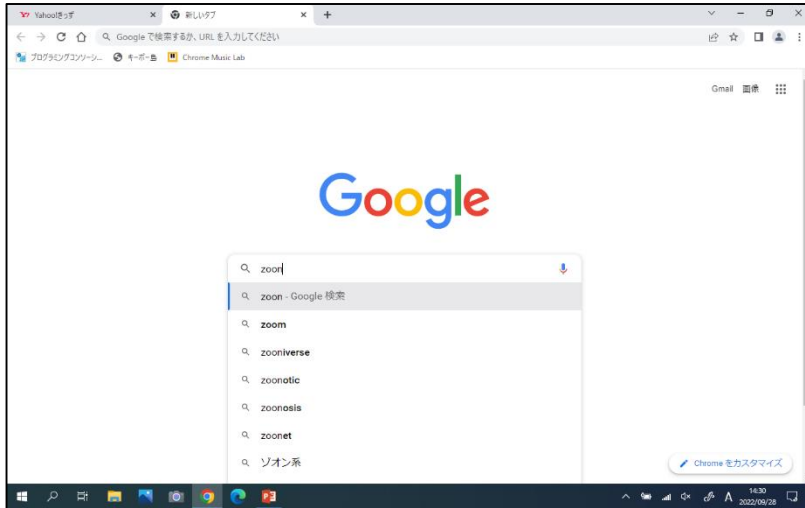 Yahoo!きっず
新しいタブ
Google で検索するか、URL を入力してください
プログラミングコンソーシ...
キーボー島
Chrome Music Lab
Gmail 画像
Google
zoon
zoon - Google 検索
zoom
zooniverse
zoonotic
zoonosis
zoonet
ゾオン系
Chrome をカスタマイズ
A
14:30
2022/09/28